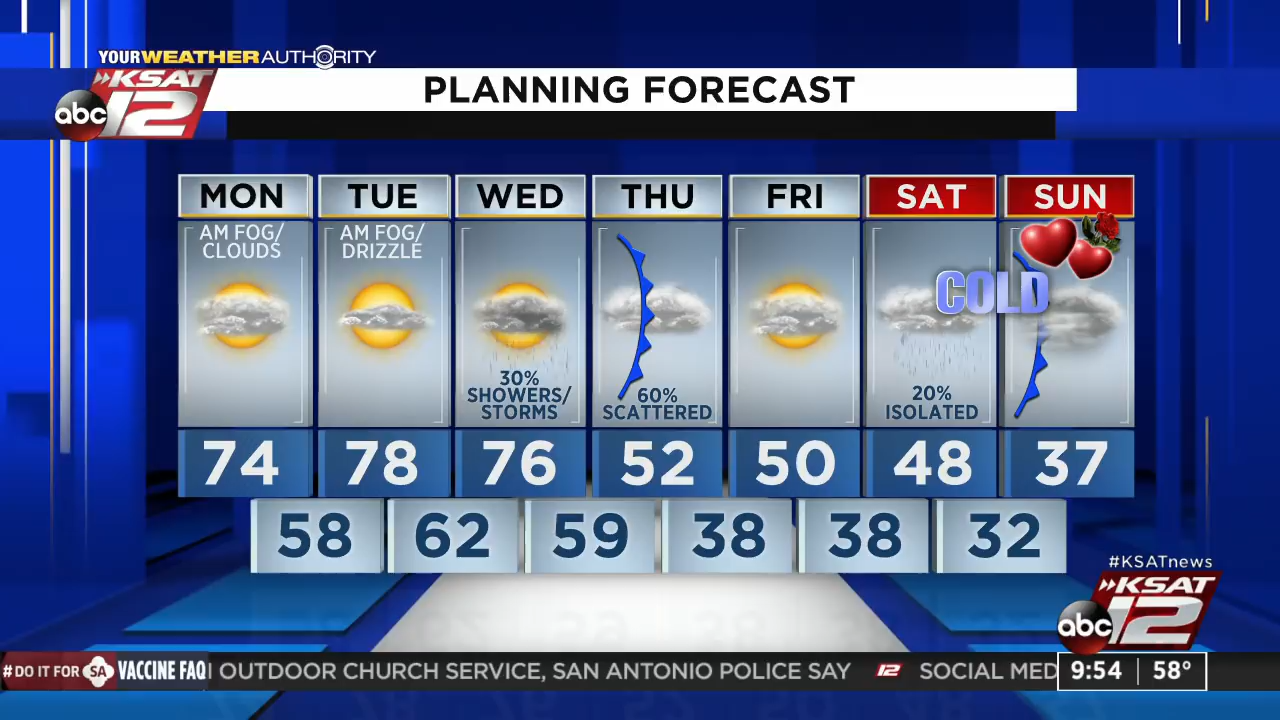 YOURWEATHERAUTHORITY
KSAT
abc 12
PLANNING FORECAST
MON TUE WED THU FRI SAT SUN
AM FOG/
CLOUDS
AM FOG/
DRIZZLE
30%
SHOWERS/
STORMS
60%
SCATTERED
20%
ISOLATED
COLD
74 78 76 52 50 48 37
58 62 59 38 38 32
#KSATnews
KSAT
abc 12
#DO IT FOR SA VACCINE FAQ OUTDOOR CHURCH SERVICE, SAN ANTONIO POLICE SAY 12 SOCIAL MED 9:54 58°